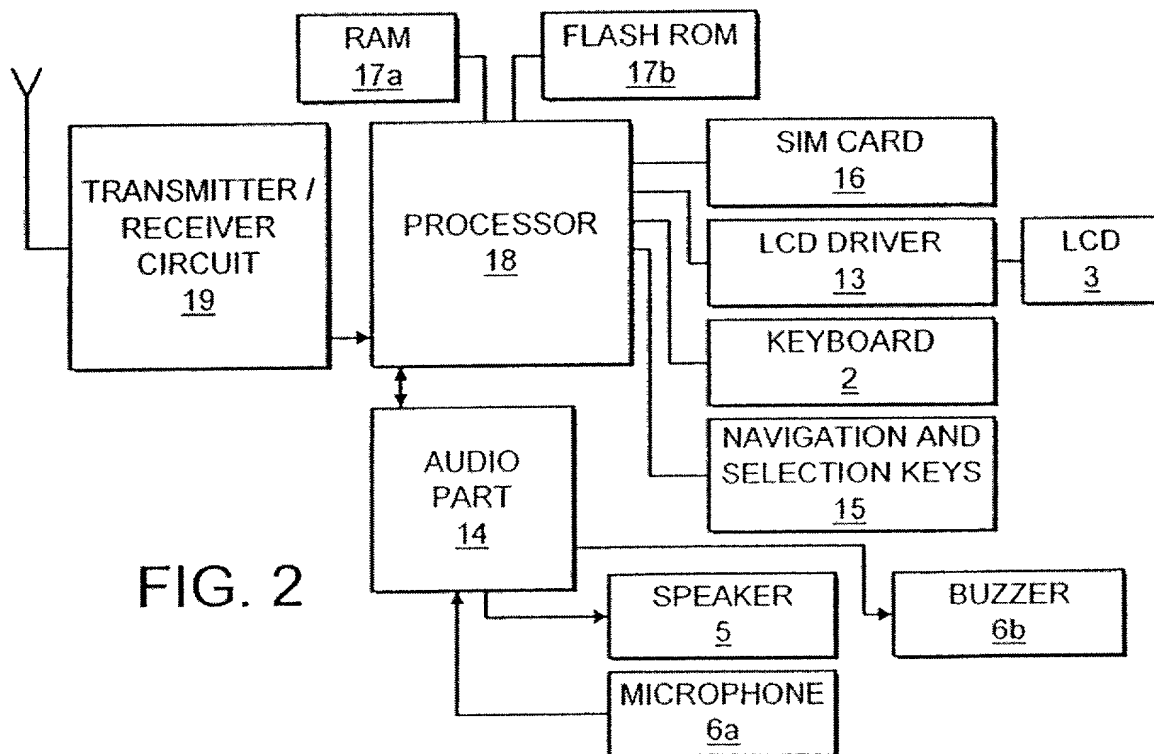 RAM
17a
FLASH ROM
17b
TRANSMITTER /
RECEIVER
CIRCUIT
19
PROCESSOR
18
SIM CARD
16
LCD DRIVER
13
LCD
3
KEYBOARD
2
NAVIGATION AND
SELECTION KEYS
15
AUDIO
PART
14
FIG. 2
SPEAKER
5
BUZZER
6b
MICROPHONE
6a